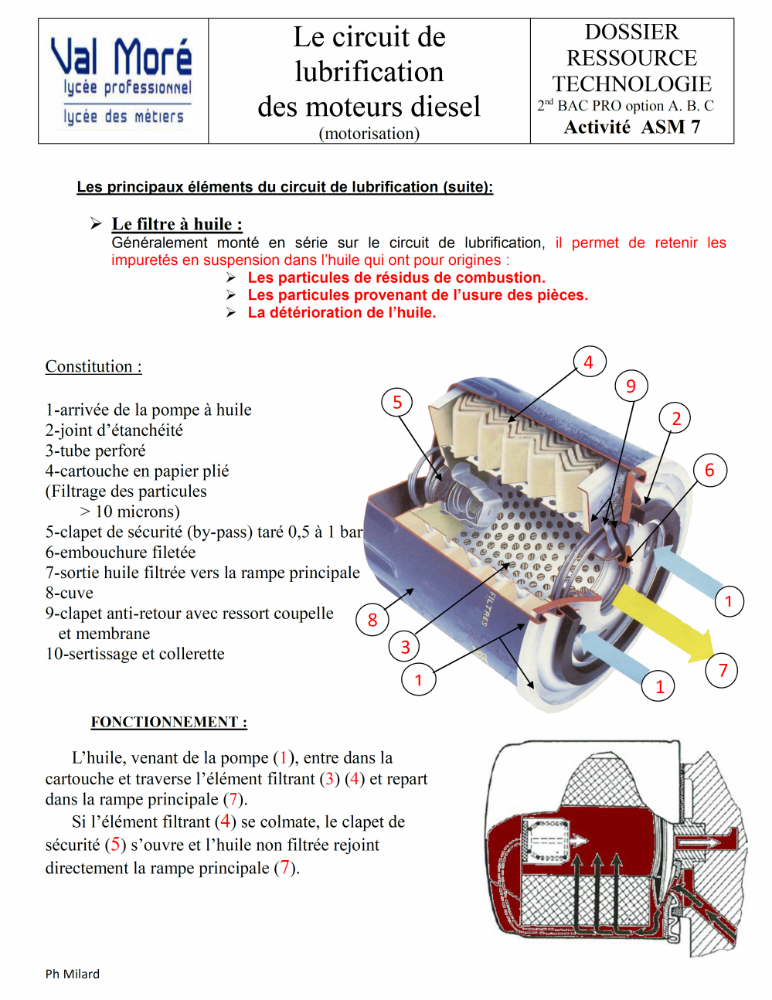 Val Moré
lycée professionnel
lycée des métiers
Le circuit de
lubrification
des moteurs diesel
(motorisation)
DOSSIER
RESSOURCE
TECHNOLOGIE
2nd BAC PRO option A. B. C
Activité ASM 7
Les principaux éléments du circuit de lubrification (suite):
➢ Le filtre à huile :
Généralement monté en série sur le circuit de lubrification, il permet de retenir les
impuretés en suspension dans l’huile qui ont pour origines :
➢ Les particules de résidus de combustion.
➢ Les particules provenant de l’usure des pièces.
➢ La détérioration de l’huile.
Constitution :
1-arrivée de la pompe à huile
2-joint d’étanchéité
3-tube perforé
4-cartouche en papier plié
(Filtrage des particules
> 10 microns)
5-clapet de sécurité (by-pass) taré 0,5 à 1 bar
6-embouchure filetée
7-sortie huile filtrée vers la rampe principale
8-cuve
9-clapet anti-retour avec ressort coupelle
et membrane
10-sertissage et collerette
4
9
5
2
6
1
8
3
1
1
7
FILTRES
FONCTIONNEMENT :
L’huile, venant de la pompe (1), entre dans la
cartouche et traverse l’élément filtrant (3) (4) et repart
dans la rampe principale (7).
Si l’élément filtrant (4) se colmate, le clapet de
sécurité (5) s’ouvre et l’huile non filtrée rejoint
directement la rampe principale (7).
Ph Milard